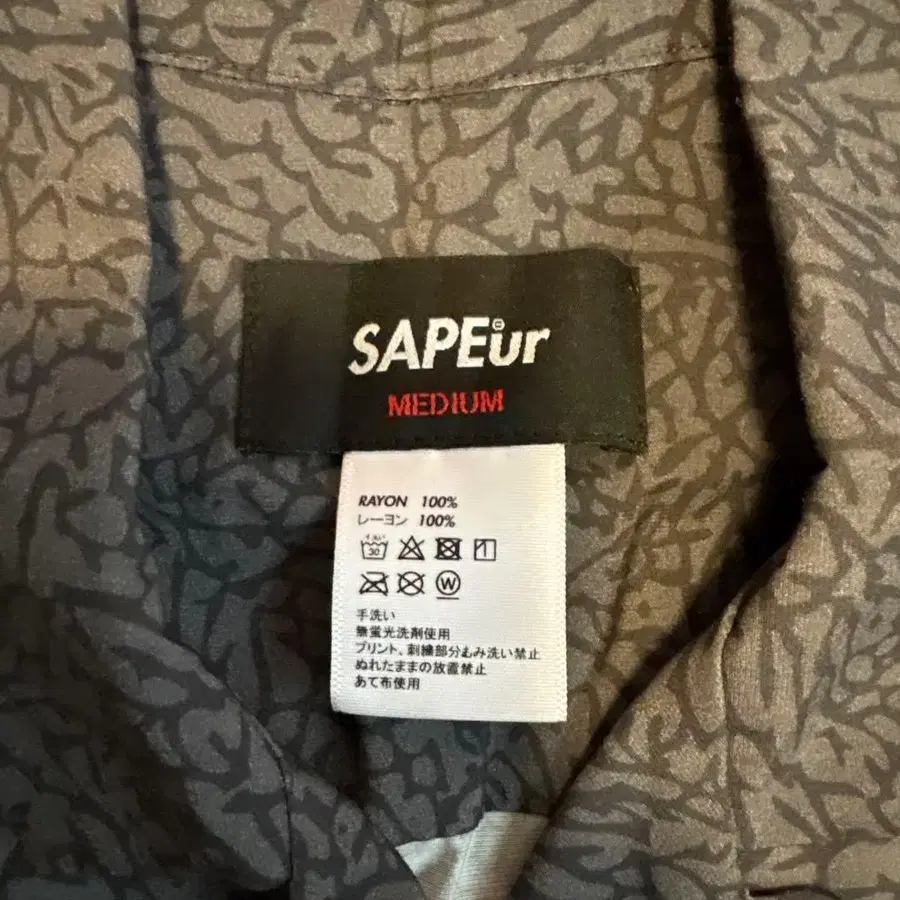 SAPEur
MEDIUM
RAYON 100%
レーヨン 100%
30
W
手洗い
無蛍光洗剤使用
プリント、刺繍部分もみ洗い禁止
ぬれたままの放置禁止
あて布使用